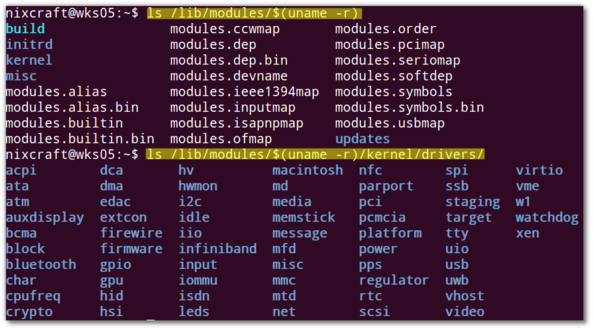 nixcraft@wks05:~$ ls /lib/modules/$(uname -r)
build modules.ccwmap modules.order
initrd modules.dep modules.pcimap
kernel modules.dep.bin modules.seriomap
misc modules.devname modules.softdep
modules.alias modules.ieee1394map modules.symbols
modules.alias.bin modules.inputmap modules.symbols.bin
modules.builtin modules.isapnpmap modules.usbmap
modules.builtin.bin modules.ofmap updates
nixcraft@wks05:~$ ls /lib/modules/$(uname -r)/kernel/drivers/
acpi dca hv macintosh nfc spi virtio
ata dma hwmon md parport ssb vme
atm edac i2c media pci staging w1
auxdisplay extcon idle memstick pcmcia target watchdog
bcma firewire iio message platform tty xen
block firmware infiniband mfd power uio
bluetooth gpio input misc pps usb
char gpu iommu mmc regulator uwb
cpufreq hid isdn mtd rtc vhost
crypto hsi leds net scsi video